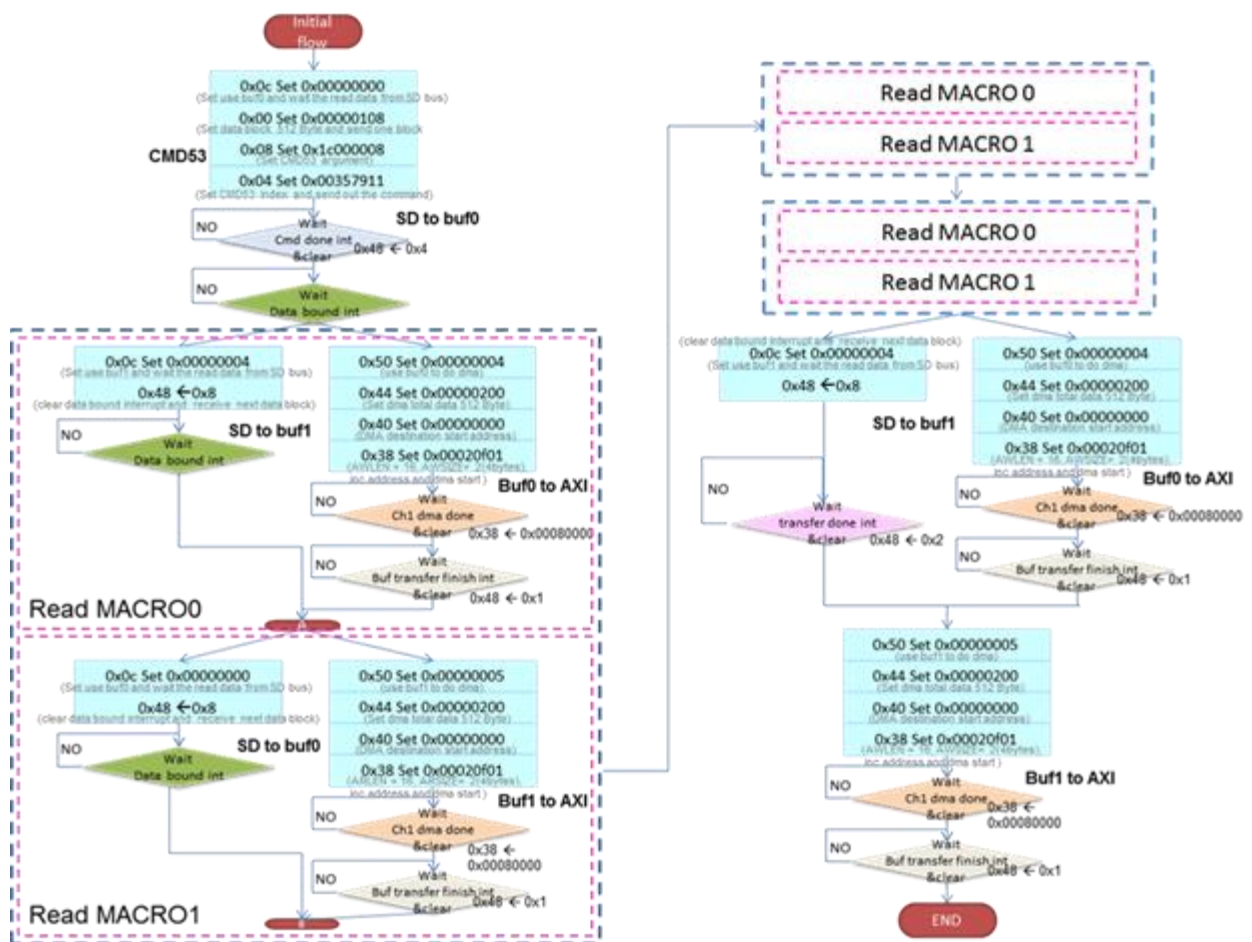 Initial
flow
0x0c Set 0x00000000
(Set use buf0 and wait the read data from SD bus)
0x00 Set 0x00000108
(Set data block 512 Byte and send one block
CMD53
0x08 Set 0x1c000008
(Set CMD53 argument)
0x04 Set 0x00357911
(Set CMD53 index and send out the command)
SD to buf0
NO
Wait
Cmd done int
&clear
0x48 ← 0x4
NO
Wait
Data bound int
0x0c Set 0x00000004
(Set use buf1 and wait the read data from SD bus)
0x48 ←0x8
(clear data bound interrupt and receive next data block)
NO
SD to buf1
Wait
Data bound int
0x50 Set 0x00000004
(use buf0 to do dma)
0x44 Set 0x00000200
(Set dma total data 512 Byte)
0x40 Set 0x00000000
(DMA destination start address)
0x38 Set 0x00020f01
(AWLEN = 16, AWSIZE= 2(4bytes),
inc address and dma start )
Buf0 to AXI
NO
Wait
Ch1 dma done
&clear
0x38 ← 0x00080000
NO
Wait
Buf transfer finish int
&clear
0x48 ← 0x1
Read MACRO0
A
0x0c Set 0x00000000
(Set use buf0 and wait the read data from SD bus)
0x48 ←0x8
(clear data bound interrupt and receive next data block)
NO
SD to buf0
Wait
Data bound int
0x50 Set 0x00000005
(use buf1 to do dma)
0x44 Set 0x00000200
(Set dma total data 512 Byte)
0x40 Set 0x00000000
(DMA destination start address)
0x38 Set 0x00020f01
(ARLEN = 16, ARSIZE= 2(4bytes),
inc address and dma start )
Buf1 to AXI
NO
Wait
Ch1 dma done
&clear
0x38 ←
0x00080000
NO
Wait
Buf transfer finish int
&clear
0x48 ← 0x1
Read MACRO1
Read MACRO 0
Read MACRO 1
Read MACRO 0
Read MACRO 1
(clear data bound interrupt and receive next data block)
0x0c Set 0x00000004
(Set use buf1 and wait the read data from SD bus)
0x48 ←0x8
SD to buf1
NO
Wait
transfer done int
&clear
0x48 ← 0x2
0x50 Set 0x00000004
(use buf0 to do dma)
0x44 Set 0x00000200
(Set dma total data 512 Byte)
0x40 Set 0x00000000
(DMA destination start address)
0x38 Set 0x00020f01
(AWLEN = 16, AWSIZE= 2(4bytes),
inc address and dma start )
Buf0 to AXI
NO
Wait
Ch1 dma done
&clear
0x38 ← 0x00080000
NO
Wait
Buf transfer finish int
&clear
0x48 ← 0x1
0x50 Set 0x00000005
(use buf1 to do dma)
0x44 Set 0x00000200
(Set dma total data 512 Byte)
0x40 Set 0x00000000
(DMA destination start address)
0x38 Set 0x00020f01
(AWLEN = 16, AWSIZE= 2(4bytes),
inc address and dma start )
Buf1 to AXI
NO
Wait
Ch1 dma done
&clear
0x38 ←
0x00080000
NO
Wait
Buf transfer finish int
&clear
0x48 ← 0x1
END